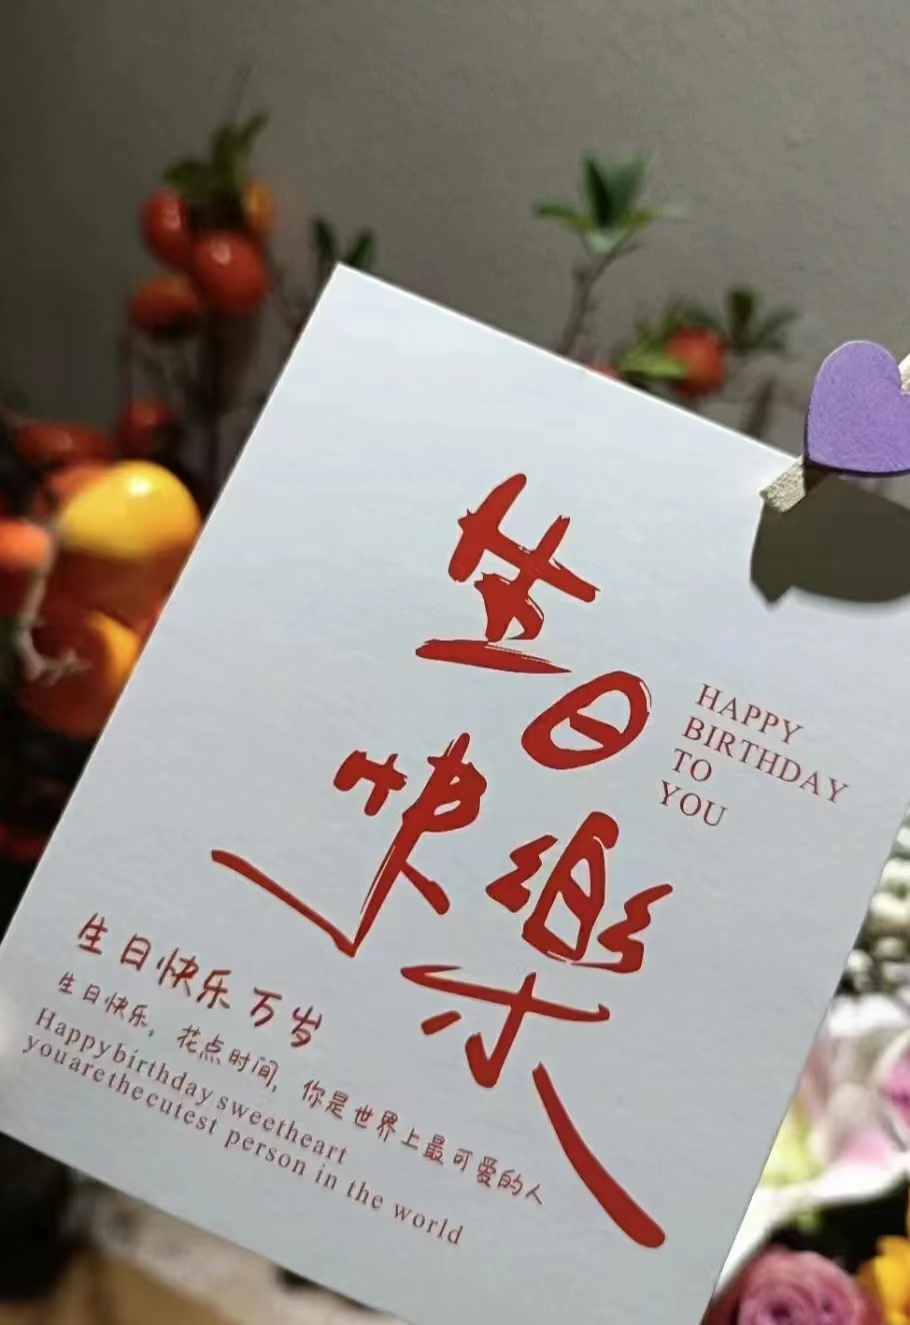 生日
快樂
HAPPY
BIRTHDAY
TO
YOU
生日快乐万岁
生日快乐，花点时间，你是世界上最可爱的人
Happybirthday sweetheart
youarethecutest person in the world